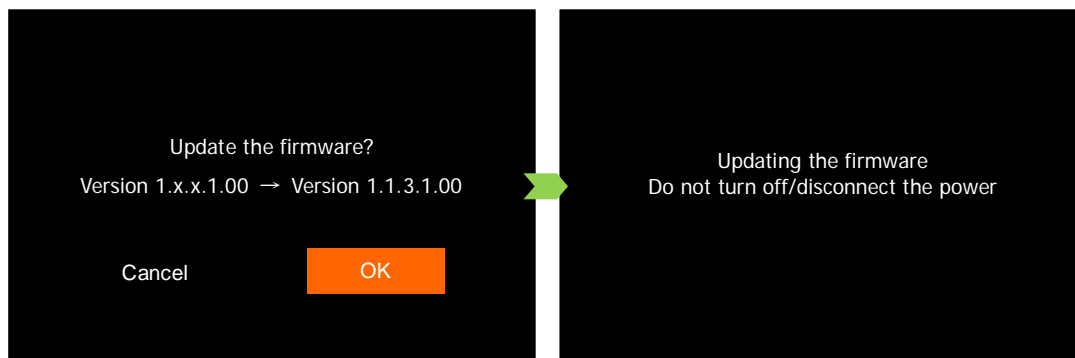 Update the firmware?
Version 1.x.x.1.00 → Version 1.1.3.1.00
Cancel
OK
Updating the firmware
Do not turn off/disconnect the power